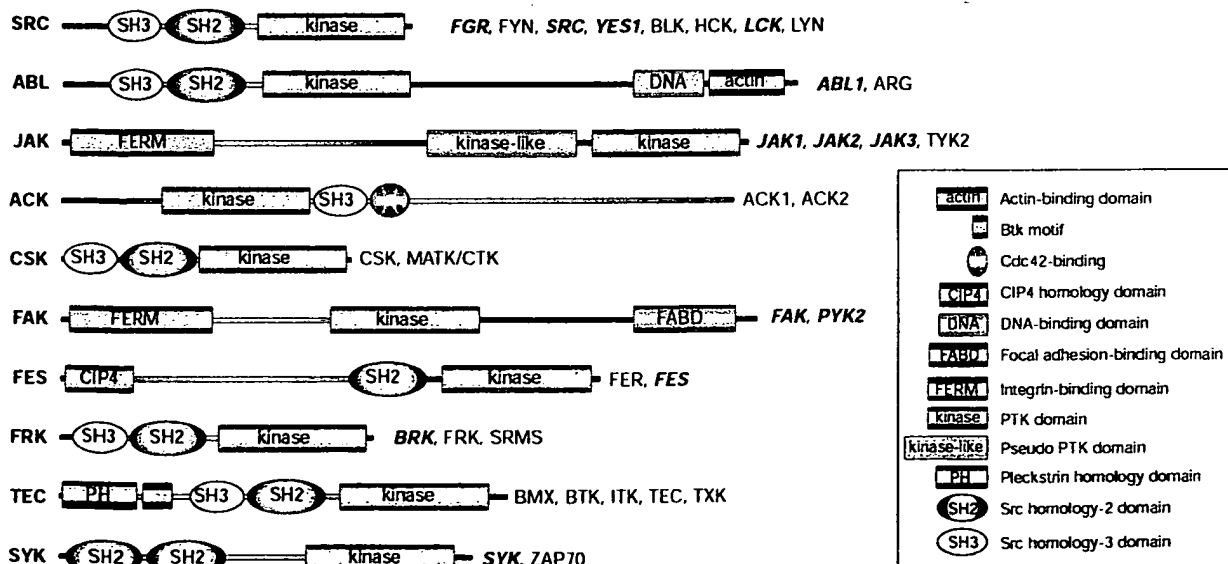 SRC SH3 SH2 kinase FGR, FYN, SRC, YES1, BLK, HCK, LCK, LYN
ABL SH3 SH2 kinase DNA actin ABL1, ARG
JAK FERM kinase-like kinase JAK1, JAK2, JAK3, TYK2
ACK kinase SH3 ACK1, ACK2
CSK SH3 SH2 kinase CSK, MATK/CTK
FAK FERM kinase FABD FAK, PYK2
FES CIP4 SH2 kinase FER, FES
FRK SH3 SH2 kinase BRK, FRK, SRMS
TEC PH SH3 SH2 kinase BMX, BTK, ITK, TEC, TXK
SYK SH2 SH2 kinase SYK, ZAP70
actin Actin-binding domain
Btk motif
Cdc42-binding
CIP4 CIP4 homology domain
DNA DNA-binding domain
FABD Focal adhesion-binding domain
FERM Integrin-binding domain
kinase PTK domain
kinase-like Pseudo PTK domain
PH Pleckstrin homology domain
SH2 Src homology-2 domain
SH3 Src homology-3 domain